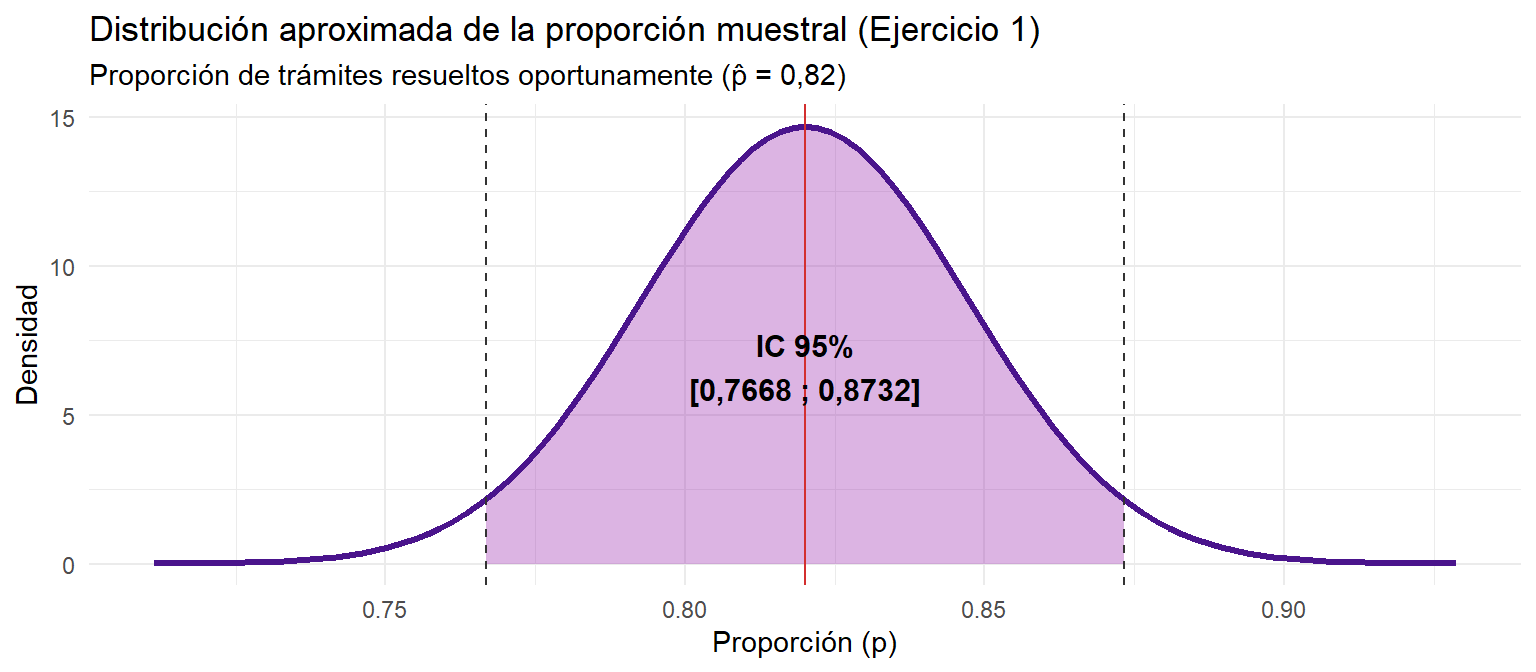 Distribución aproximada de la proporción muestral (Ejercicio 1)
Proporción de trámites resueltos oportunamente (p̂ = 0,82)
15
10
5
0
Densidad
IC 95%
[0,7668 ; 0,8732]
0.75
0.80
0.85
0.90
Proporción (p)